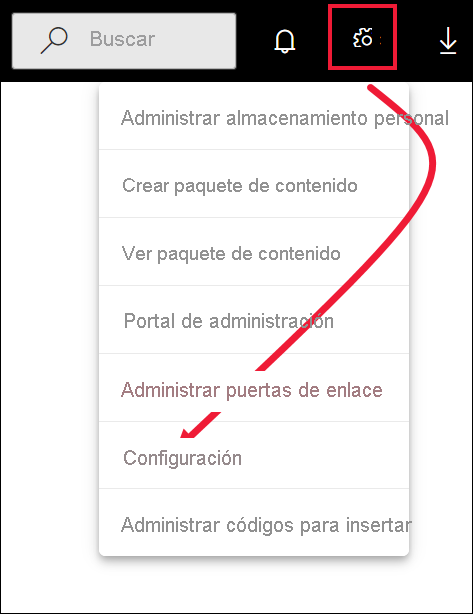 Buscar
Administrar almacenamiento personal
Crear paquete de contenido
Ver paquete de contenido
Portal de administración
Administrar puertas de enlace
Configuración
Administrar códigos para insertar